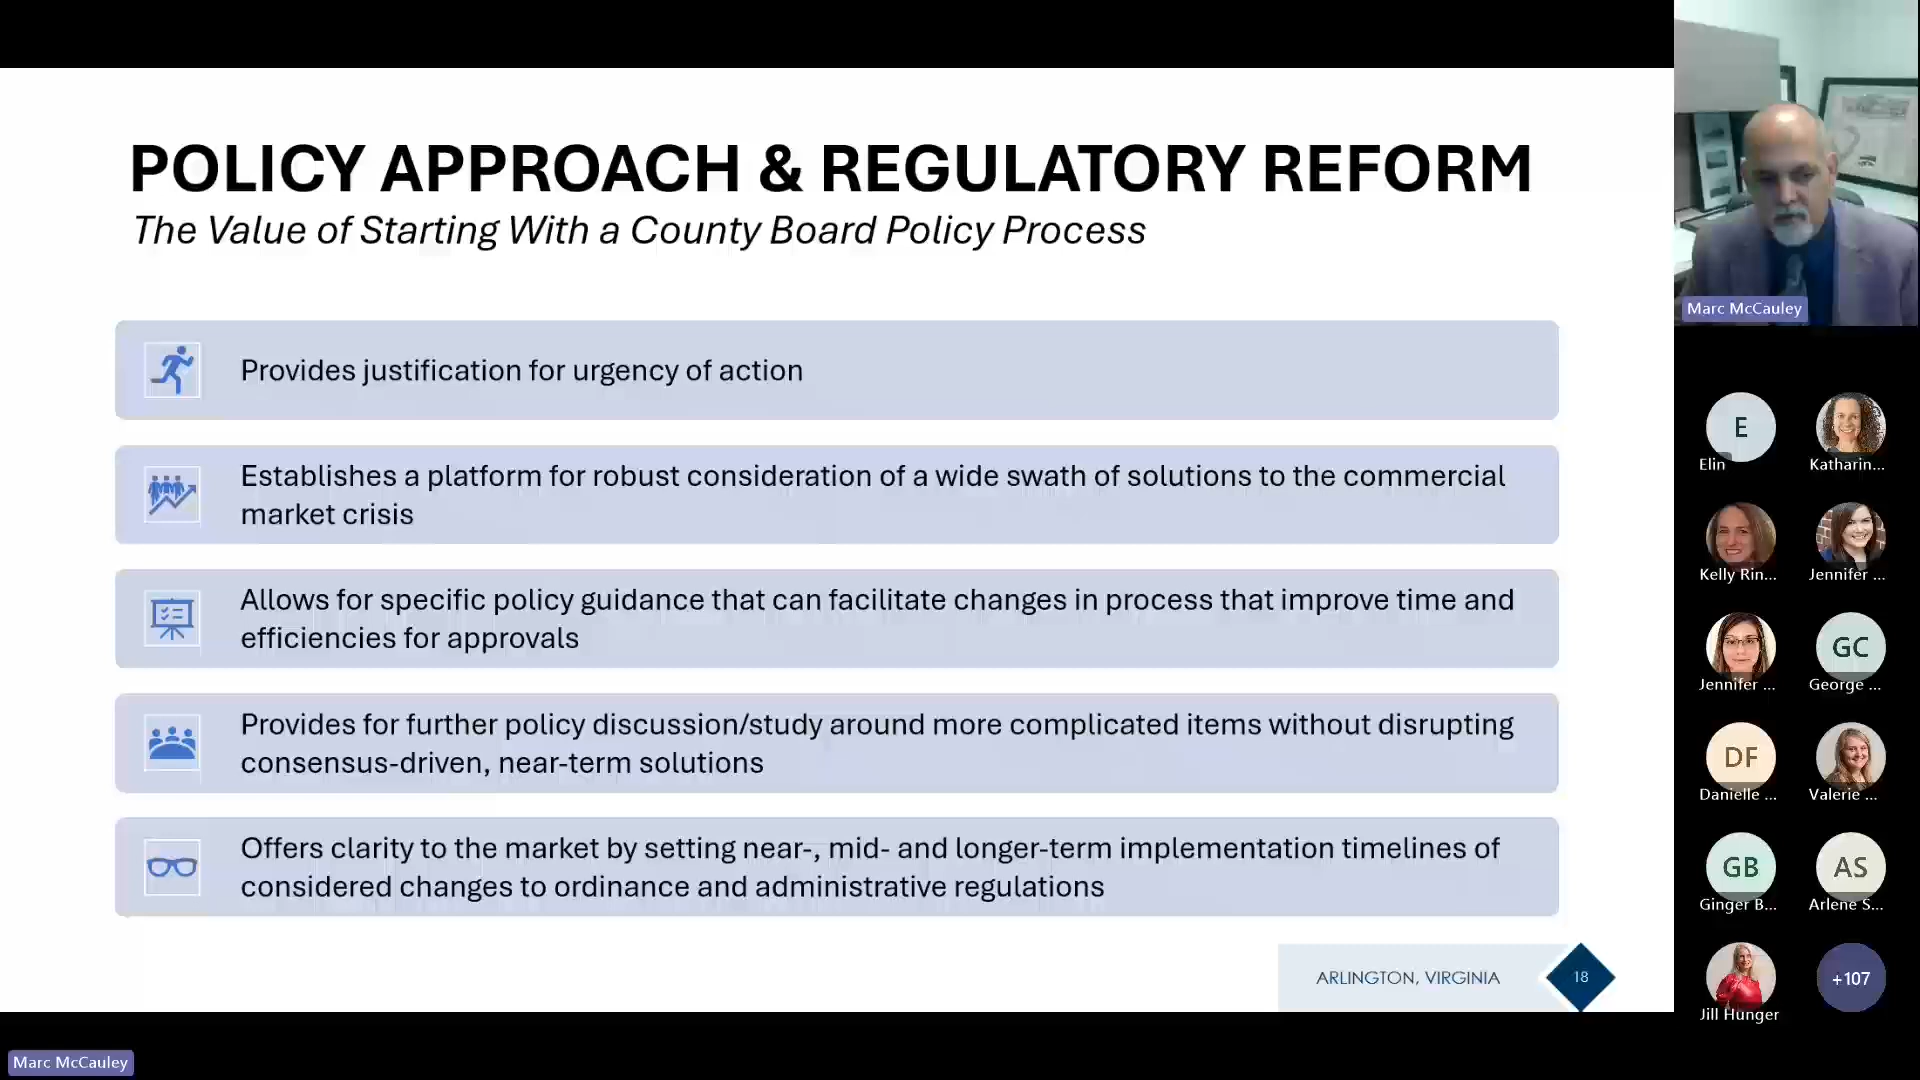 POLICY APPROACH & REGULATORY REFORM
The Value of Starting With a County Board Policy Process
Provides justification for urgency of action
Establishes a platform for robust consideration of a wide swath of solutions to the commercial
market crisis
Allows for specific policy guidance that can facilitate changes in process that improve time and
efficiencies for approvals
Provides for further policy discussion/study around more complicated items without disrupting
consensus-driven, near-term solutions
Offers clarity to the market by setting near-, mid- and longer-term implementation timelines of
considered changes to ordinance and administrative regulations
ARLINGTON, VIRGINIA
18
Marc McCauley
E
Elin
Katharin...
Kelly Rin...
Jennifer ...
Jennifer ...
GC
George ...
DF
Danielle ...
Valerie ...
GB
Ginger B...
AS
Arlene S...
Jill Hunger
+107
Marc McCauley